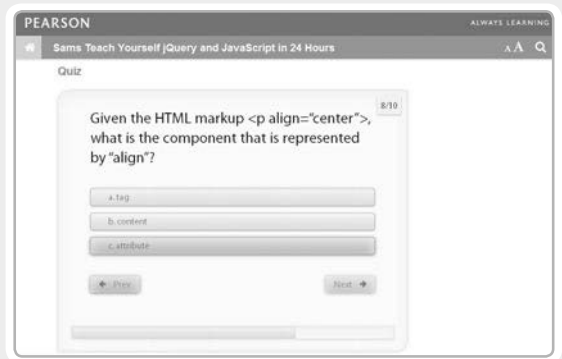 PEARSON
ALWAYS LEARNING
Sams Teach Yourself jQuery and JavaScript in 24 Hours
A A
Quiz
8/10
Given the HTML markup <p align="center">,
what is the component that is represented
by "align"?
a. tag
b. content
c. attribute
Prev
Next